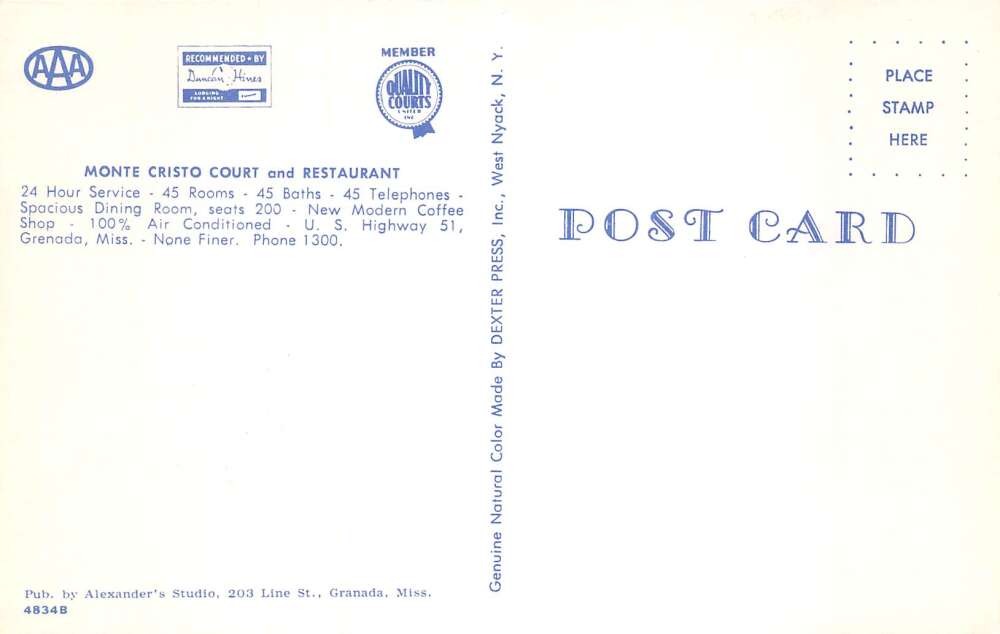 AAA
RECOMMENDED • BY
Duncan Hines
LODGING
FOR A NIGHT
MEMBER
QUALITY
COURTS
UNITED
INC
MONTE CRISTO COURT and RESTAURANT
24 Hour Service - 45 Rooms - 45 Baths - 45 Telephones -
Spacious Dining Room, seats 200 - New Modern Coffee
Shop - 100% Air Conditioned - U. S. Highway 51,
Grenada, Miss. - None Finer. Phone 1300.
Pub. by Alexander's Studio, 203 Line St., Granada, Miss.
4834B
Genuine Natural Color Made By DEXTER PRESS, Inc., West Nyack, N. Y.
PLACE
STAMP
HERE
POST CARD